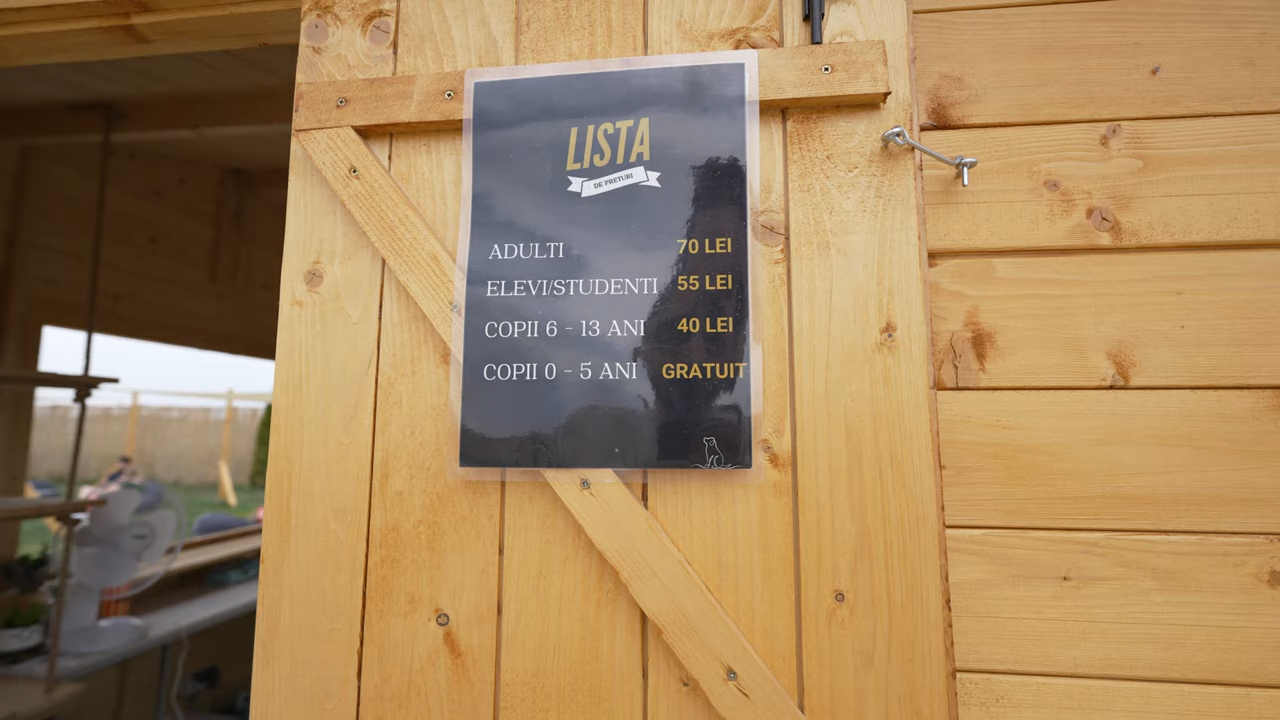 LISTA
DE PRETURI
ADULTI 70 LEI
ELEVI/STUDENTI 55 LEI
COPII 6 - 13 ANI 40 LEI
COPII 0 - 5 ANI GRATUIT